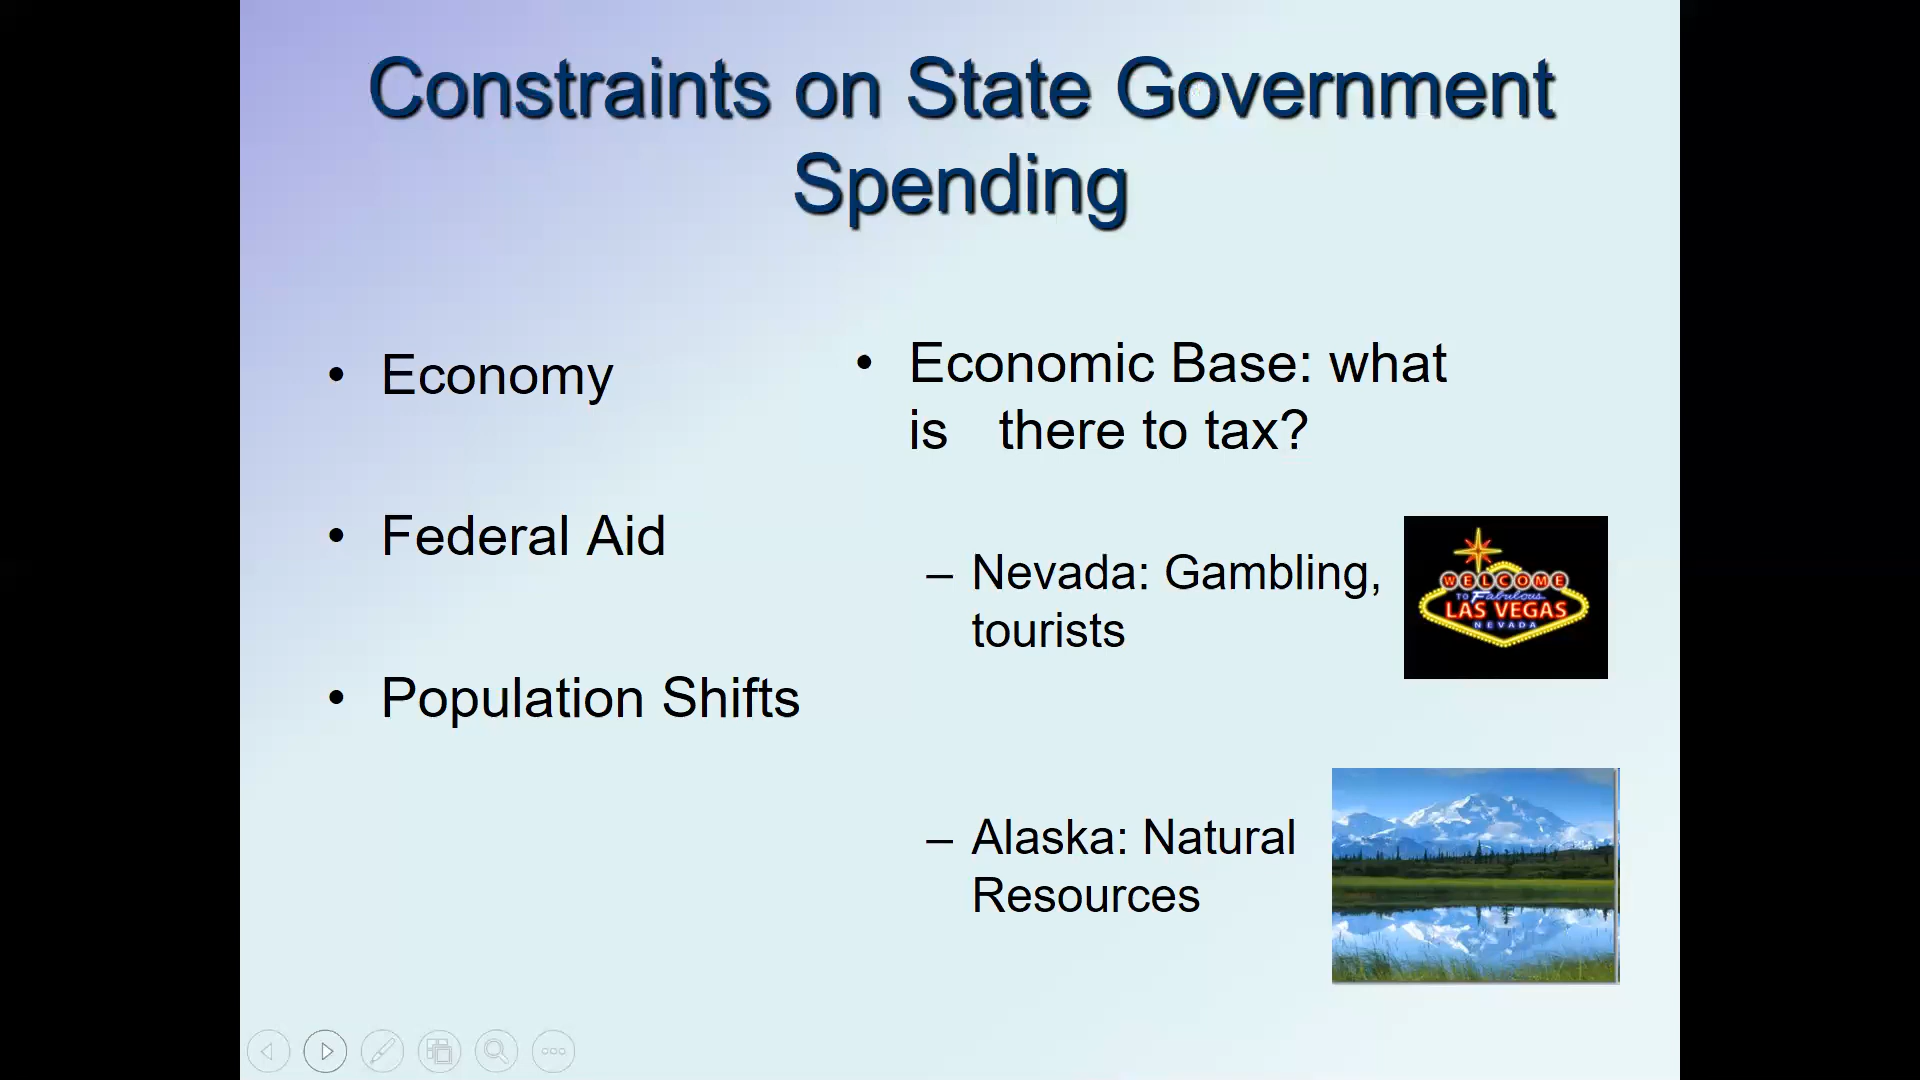 Constraints on State Government
Spending
• Economy
• Federal Aid
• Population Shifts
• Economic Base: what
is there to tax?
– Nevada: Gambling,
tourists
WELCOME
TO Fabulous
LAS VEGAS
NEVADA
– Alaska: Natural
Resources